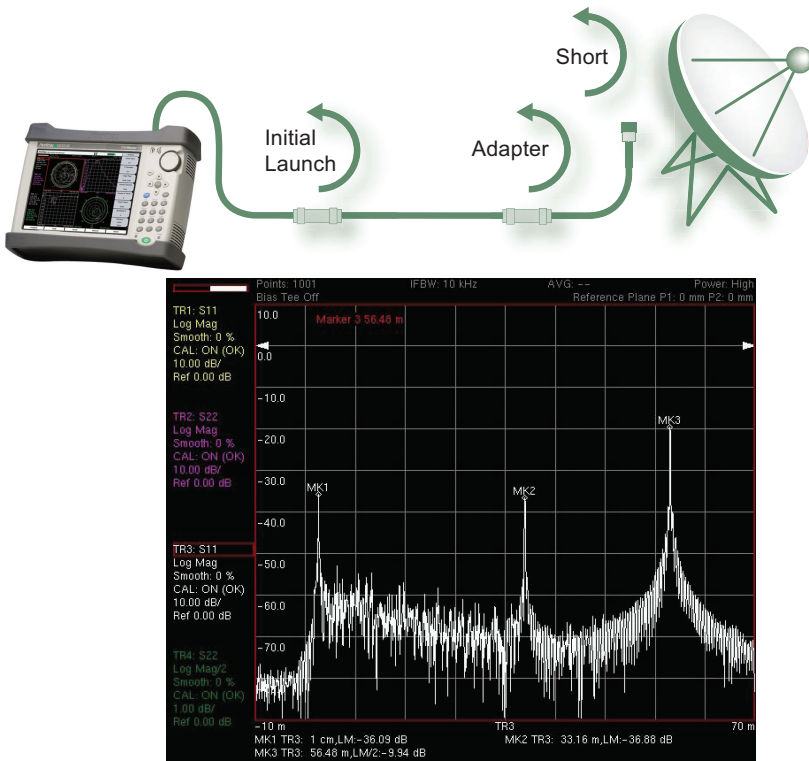 Short
Initial
Launch
Adapter
Points: 1001 IFBW: 10 kHz AVG: -- Power: High
Bias Tee Off Reference Plane P1: 0 mm P2: 0 mm
TR1: S11
Log Mag
Smooth: 0 %
CAL: ON (OK)
10.00 dB/
Ref 0.00 dB
TR2: S22
Log Mag
Smooth: 0 %
CAL: ON (OK)
10.00 dB/
Ref 0.00 dB
TR3: S11
Log Mag
Smooth: 0 %
CAL: ON (OK)
10.00 dB/
Ref 0.00 dB
TR4: S22
Log Mag/2
Smooth: 0 %
CAL: ON (OK)
1.00 dB/
Ref 0.00 dB
Marker 3 56.48 m
10.0
0.0
-10.0
-20.0
-30.0
-40.0
-50.0
-60.0
-70.0
MK1
MK2
MK3
-10 m TR3 70 m
MK1 TR3: 1 cm,LM:-36.09 dB MK2 TR3: 33.16 m,LM:-36.88 dB
MK3 TR3: 56.48 m,LM/2:-9.94 dB